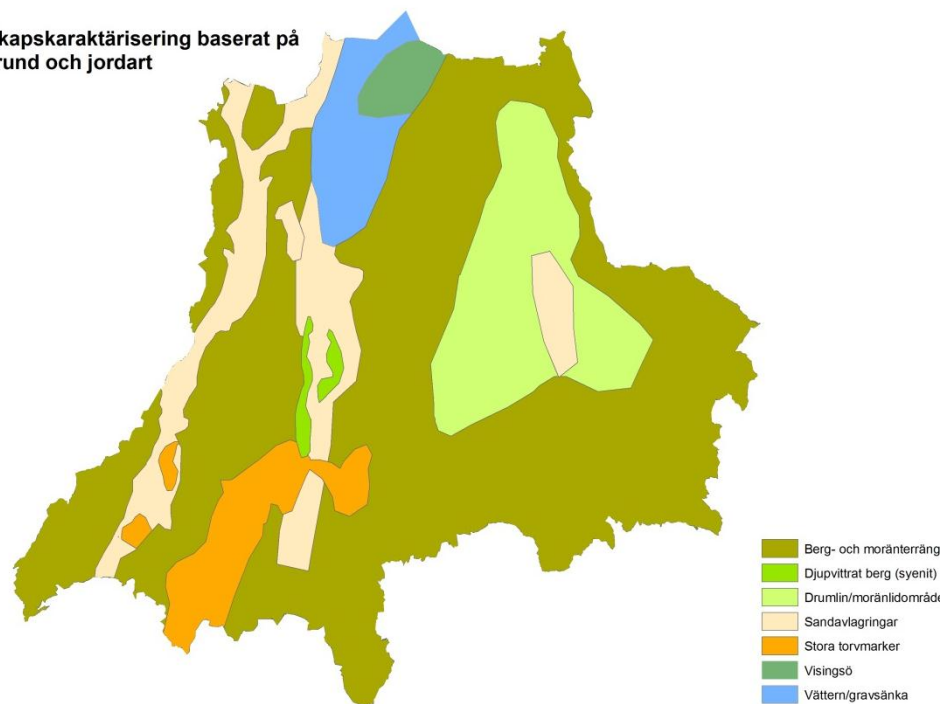 kapskaraktärisering baserat på
rund och jordart
Berg- och moränterräng
Djupvittrat berg (syenit)
Drumlin/moränlidområde
Sandavlagringar
Stora torvmarker
Visingsö
Vättern/gravsänka